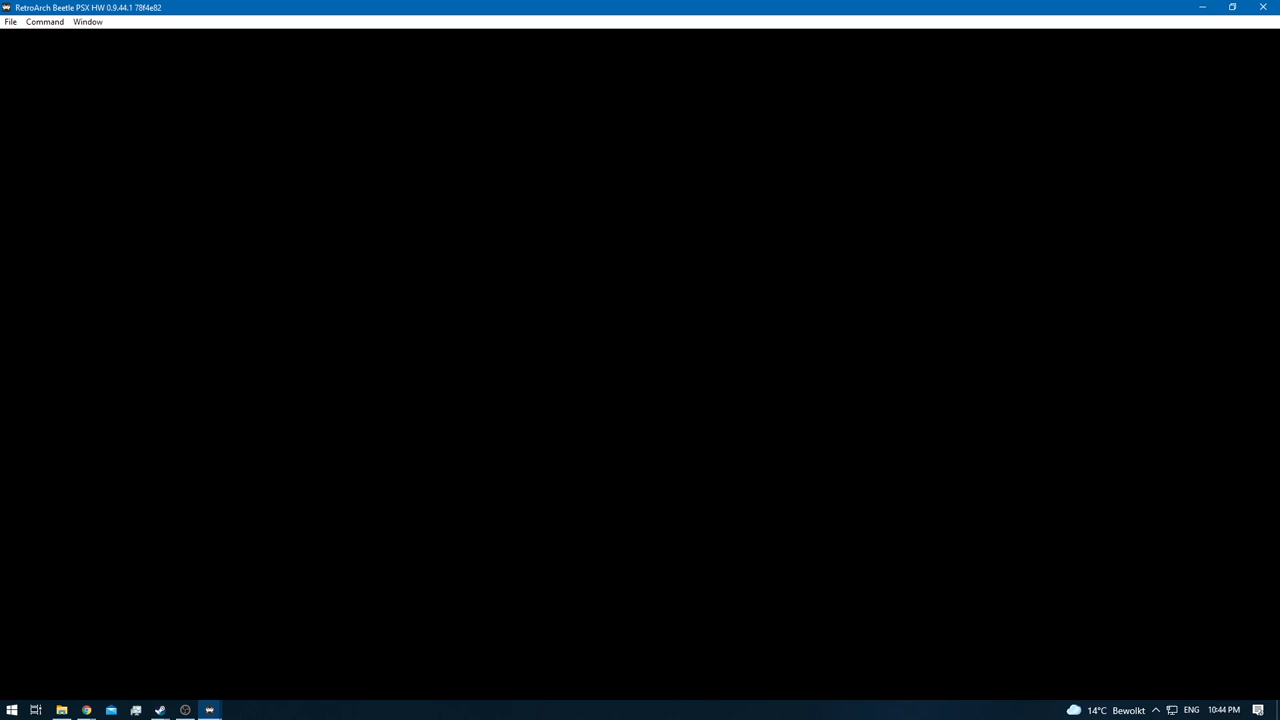 RetroArch Beetle PSX HW 0.9.44.1 78f4e82
File Command Window
14°C Bewolkt ENG 10:44 PM